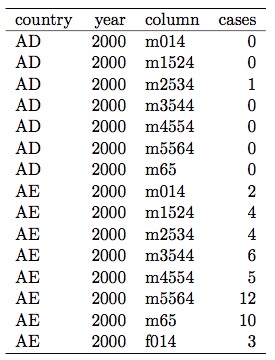 country year column cases
AD 2000 m014 0
AD 2000 m1524 0
AD 2000 m2534 1
AD 2000 m3544 0
AD 2000 m4554 0
AD 2000 m5564 0
AD 2000 m65 0
AE 2000 m014 2
AE 2000 m1524 4
AE 2000 m2534 4
AE 2000 m3544 6
AE 2000 m4554 5
AE 2000 m5564 12
AE 2000 m65 10
AE 2000 f014 3